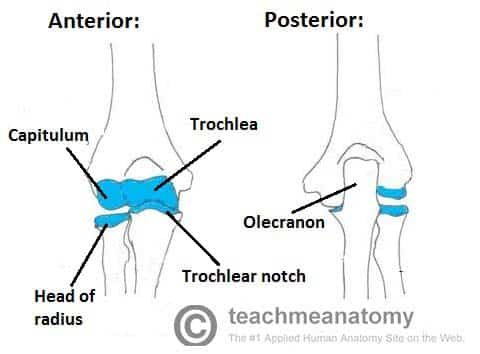 Anterior:
Posterior:
Capitulum
Trochlea
Olecranon
Trochlear notch
Head of
radius
© teachmeanatomy
The #1 Applied Human Anatomy Site on the Web.